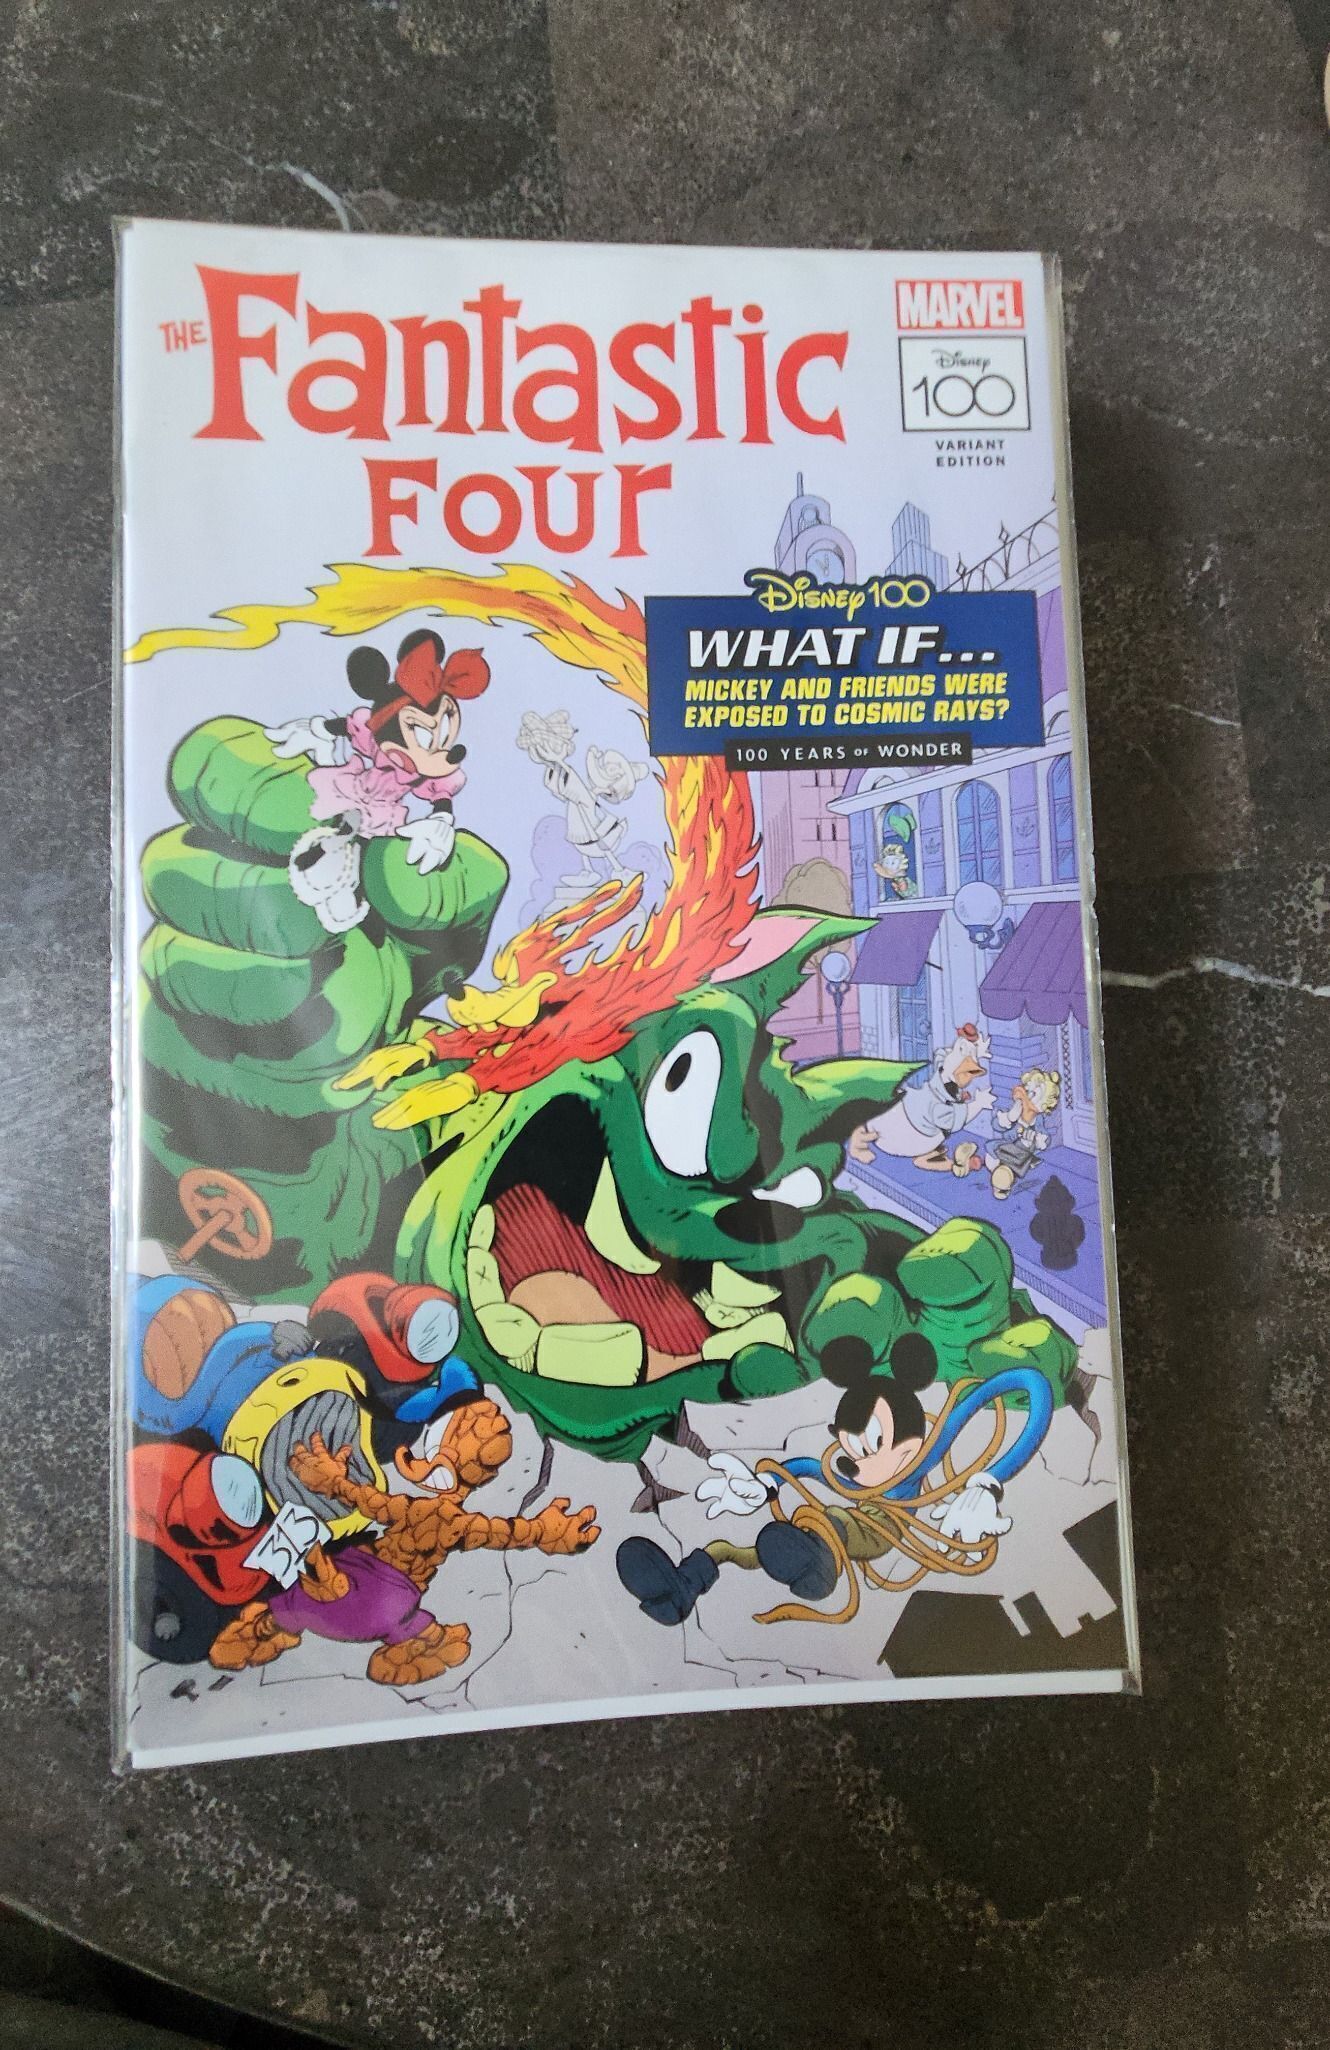 THE
Fantastic
Four
MARVEL
Disney
100
VARIANT
EDITION
Disney 100
WHAT IF...
MICKEY AND FRIENDS WERE
EXPOSED TO COSMIC RAYS?
100 YEARS OF WONDER
313